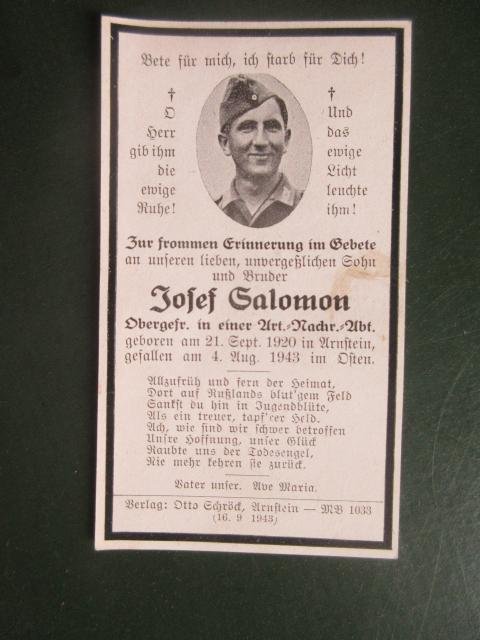 Bete für mich, ich starb für Dich!
†
O
Herr
gib ihm
die
ewige
Ruhe!
†
Und
das
ewige
Licht
leuchte
ihm!
Zur frommen Erinnerung im Gebete
an unseren lieben, unvergeßlichen Sohn
und Bruder
Josef Salomon
Obergefr. in einer Art.-Nachr.-Abt.
geboren am 21. Sept. 1920 in Arnstein,
gefallen am 4. Aug. 1943 im Osten.
Allzufrüh und fern der Heimat,
Dort auf Rußlands blut'gem Feld
Sankst du hin in Jugendblüte,
Als ein treuer, tapf'rer Held.
Ach, wie sind wir schwer betroffen
Unsre Hoffnung, unser Glück
Raubte uns der Todesengel,
Nie mehr kehren sie zurück.
Vater unser. Ave Maria.
Verlag: Otto Schröck, Arnstein — MB 1033
(16. 9 1943)